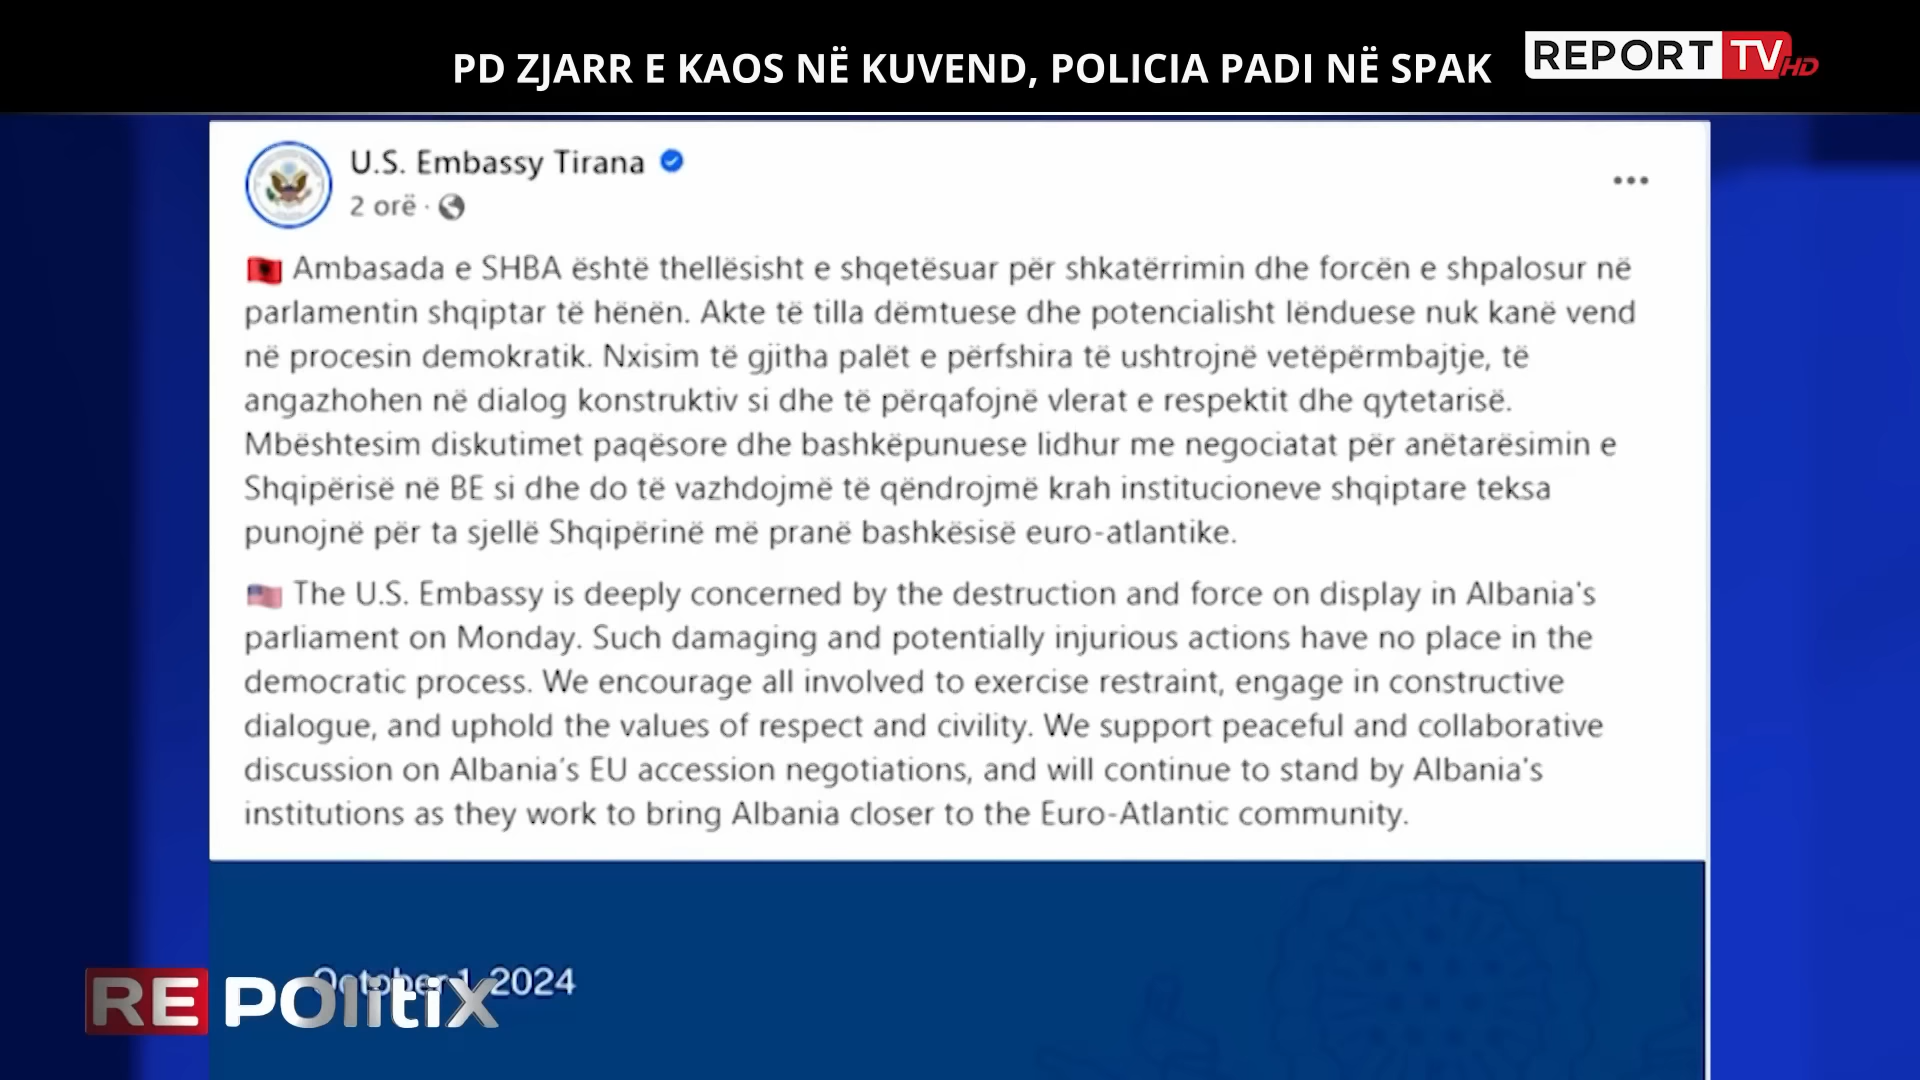 PD ZJARR E KAOS NË KUVEND, POLICIA PADI NË SPAK
REPORT TV HD
U.S. Embassy Tirana
2 orë ·
Ambasada e SHBA është thellësisht e shqetësuar për shkatërrimin dhe forcën e shpalosur në
parlamentin shqiptar të hënën. Akte të tilla dëmtuese dhe potencialisht lënduese nuk kanë vend
në procesin demokratik. Nxisim të gjitha palët e përfshira të ushtrojnë vetëpërmbajtje, të
angazhohen në dialog konstruktiv si dhe të përqafojnë vlerat e respektit dhe qytetarisë.
Mbështesim diskutimet paqësore dhe bashkëpunuese lidhur me negociatat për anëtarësimin e
Shqipërisë në BE si dhe do të vazhdojmë të qëndrojmë krah institucioneve shqiptare teksa
punojnë për ta sjellë Shqipërinë më pranë bashkësisë euro-atlantike.
The U.S. Embassy is deeply concerned by the destruction and force on display in Albania's
parliament on Monday. Such damaging and potentially injurious actions have no place in the
democratic process. We encourage all involved to exercise restraint, engage in constructive
dialogue, and uphold the values of respect and civility. We support peaceful and collaborative
discussion on Albania's EU accession negotiations, and will continue to stand by Albania's
institutions as they work to bring Albania closer to the Euro-Atlantic community.
October 1, 2024
RE POlitiX